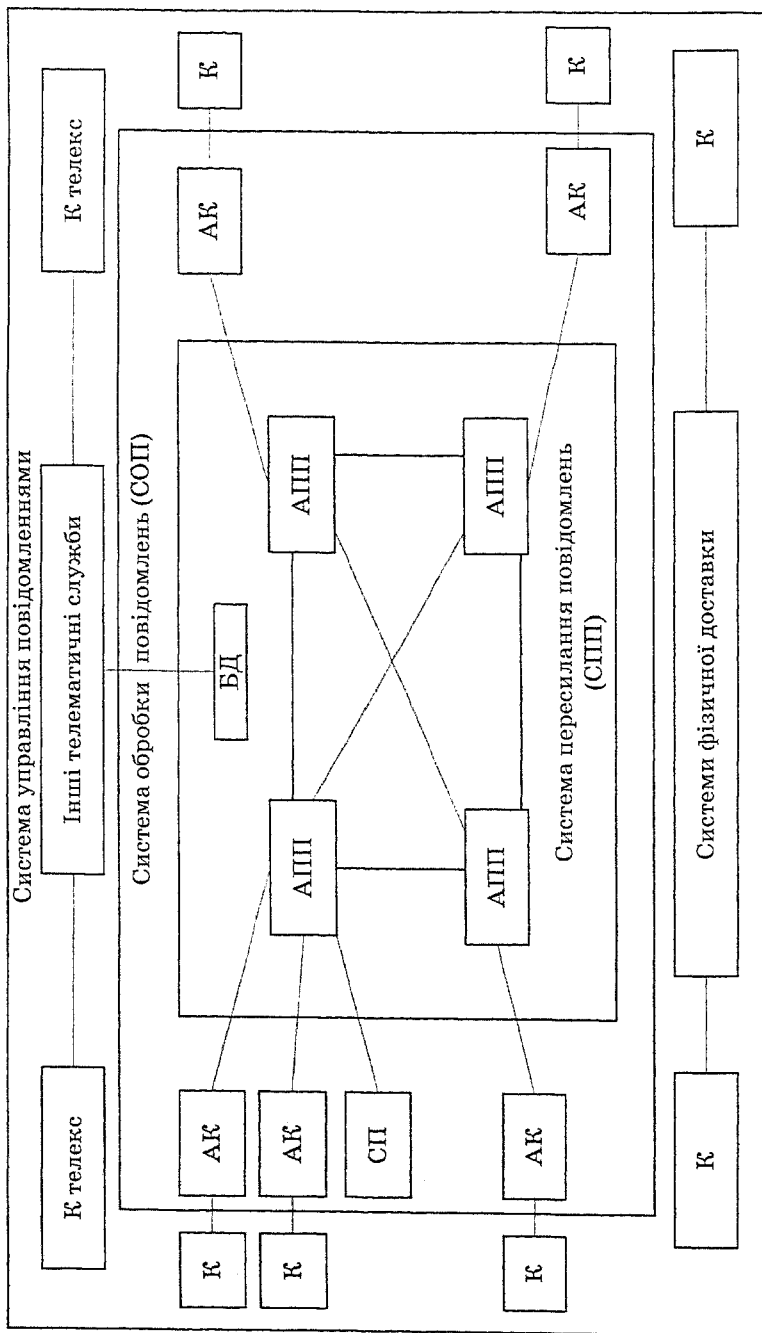 Система управління повідомленнями
К телекс
Інші телематичні служби
К телекс
Система обробки повідомлень (СОП)
К
АК
БД
АК
К
К
АК
АПП
АПП
СП
К
АК
АПП
АПП
АК
К
Система пересилання повідомлень
(СПП)
К
Системи фізичної доставки
К